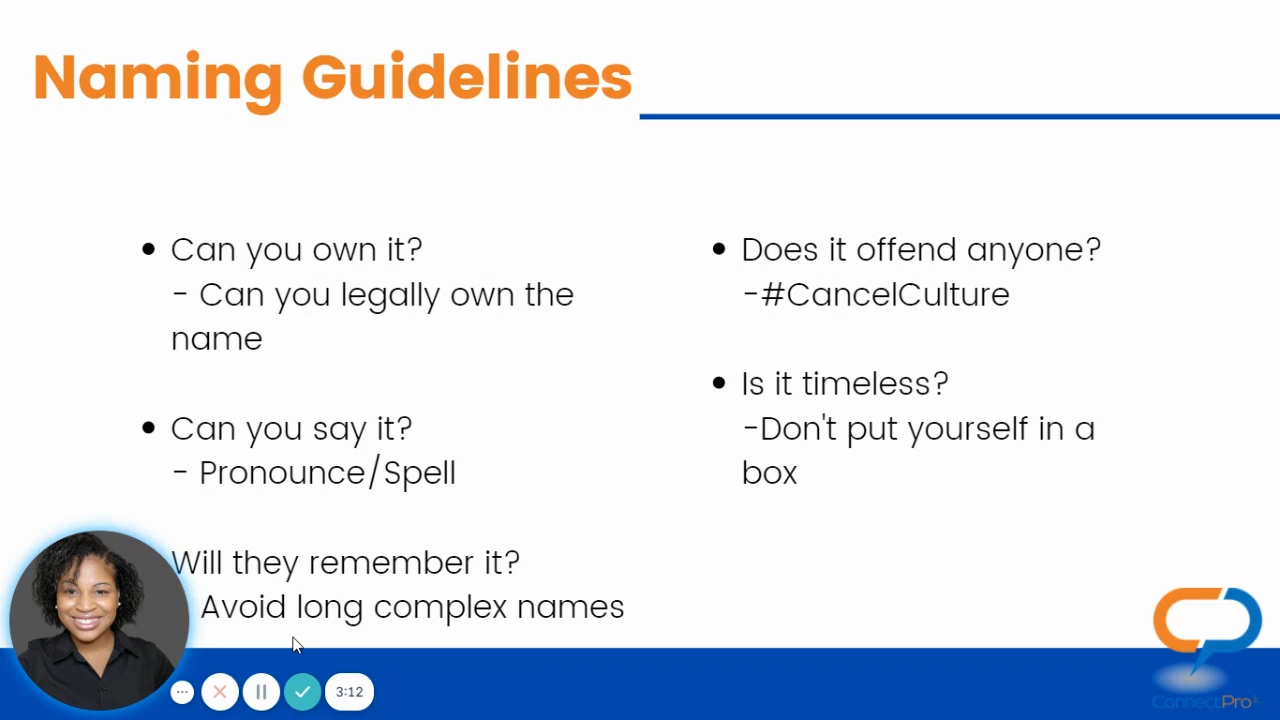 Naming Guidelines
• Can you own it?
- Can you legally own the
name
• Can you say it?
- Pronounce/Spell
Will they remember it?
Avoid long complex names
• Does it offend anyone?
-#CancelCulture
• Is it timeless?
-Don't put yourself in a
box
3:12
ConnectPro